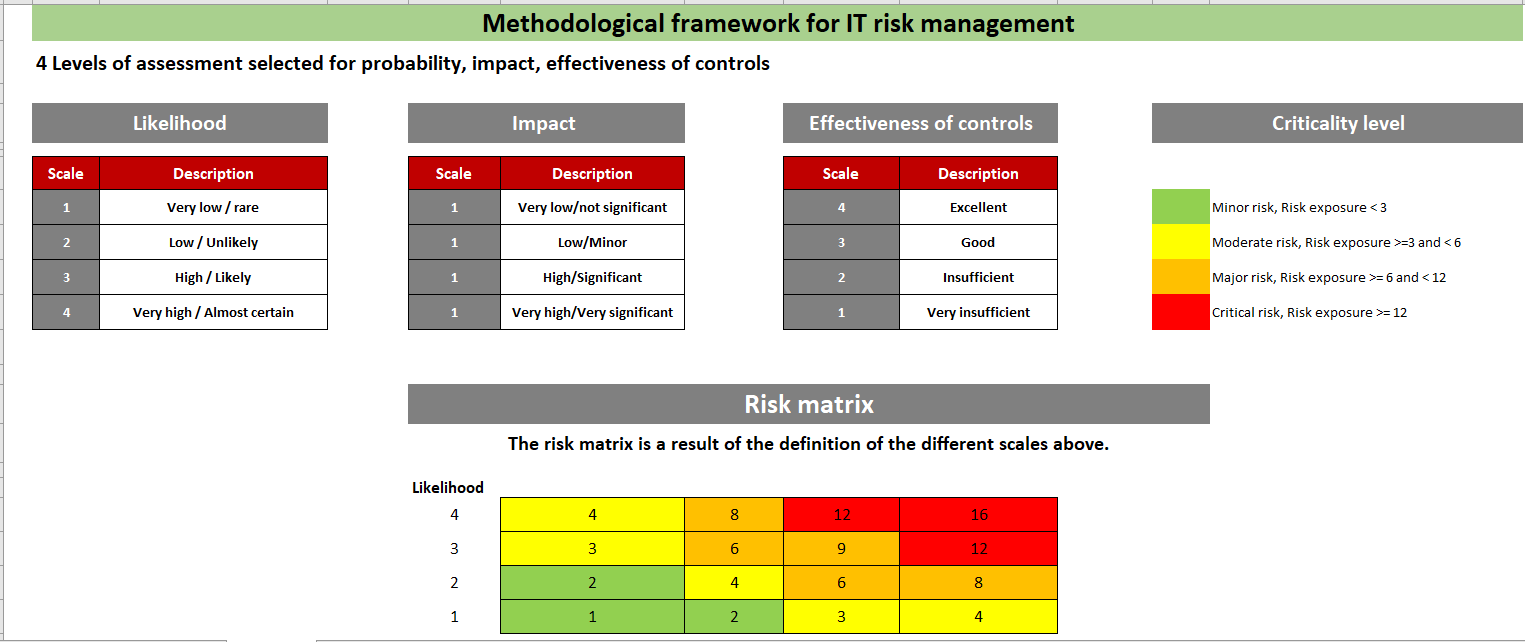 Methodological framework for IT risk management
4 Levels of assessment selected for probability, impact, effectiveness of controls
Likelihood Impact Effectiveness of controls Criticality level
Scale Description Scale Description Scale Description
1 Very low / rare 1 Very low/not significant 4 Excellent Minor risk, Risk exposure < 3
2 Low / Unlikely 1 Low/Minor 3 Good Moderate risk, Risk exposure >=3 and < 6
3 High / Likely 1 High/Significant 2 Insufficient Major risk, Risk exposure >= 6 and < 12
4 Very high / Almost certain 1 Very high/Very significant 1 Very insufficient Critical risk, Risk exposure >= 12
Risk matrix
The risk matrix is a result of the definition of the different scales above.
Likelihood
4 4 8 12 16
3 3 6 9 12
2 2 4 6 8
1 1 2 3 4